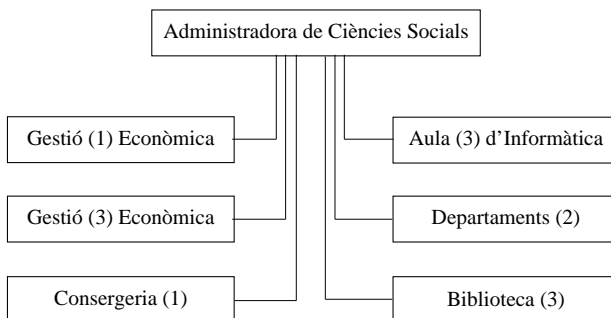 Administradora de Ciències Socials
Gestió (1) Econòmica
Aula (3) d’Informàtica
Gestió (3) Econòmica
Departaments (2)
Consergeria (1)
Biblioteca (3)